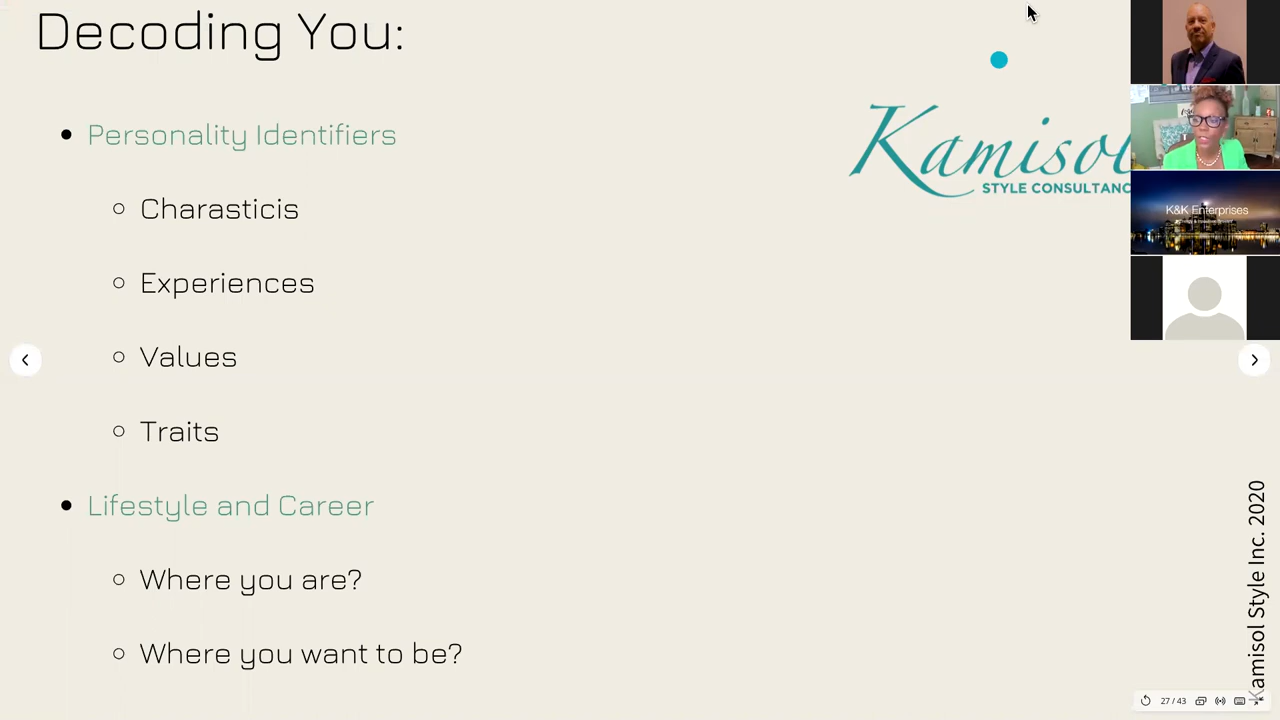 Decoding You:
Personality Identifiers
Charasticis
Experiences
Values
Traits
Lifestyle and Career
Where you are?
Where you want to be?
Kamisol
STYLE CONSULTANC
K&K Enterprises
Kamisol Style Inc. 2020
27 / 43